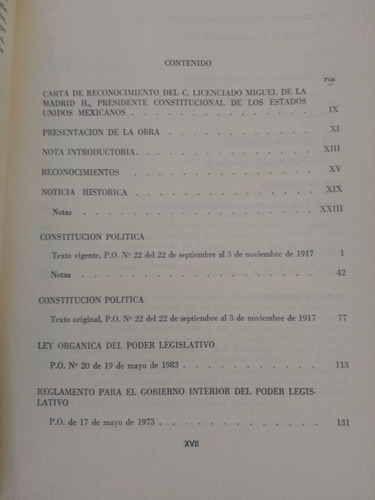 CONTENIDO
Pág.
CARTA DE RECONOCIMIENTO DEL C. LICENCIADO MIGUEL DE LA
MADRID H., PRESIDENTE CONSTITUCIONAL DE LOS ESTADOS
UNIDOS MEXICANOS . . . . . . . . . . . . . . IX
PRESENTACION DE LA OBRA . . . . . . . . . . . . XI
NOTA INTRODUCTORIA. . . . . . . . . . . . . . XIII
RECONOCIMIENTOS . . . . . . . . . . . . . . XV
NOTICIA HISTORICA . . . . . . . . . . . . . . XIX
Notas . . . . . . . . . . . . . . . . XXIII
CONSTITUCION POLITICA
Texto vigente, P.O. Nº 22 del 22 de septiembre al 3 de noviembre de 1917 1
Notas . . . . . . . . . . . . . . . . 42
CONSTITUCION POLITICA
Texto original, P.O. Nº 22 del 22 de septiembre al 3 de noviembre de 1917 77
LEY ORGANICA DEL PODER LEGISLATIVO
P.O. Nº 20 de 19 de mayo de 1983 . . . . . . . . . . 113
REGLAMENTO PARA EL GOBIERNO INTERIOR DEL PODER LEGIS-
LATIVO
P.O. de 17 de mayo de 1973 . . . . . . . . . . . . 131
XVII